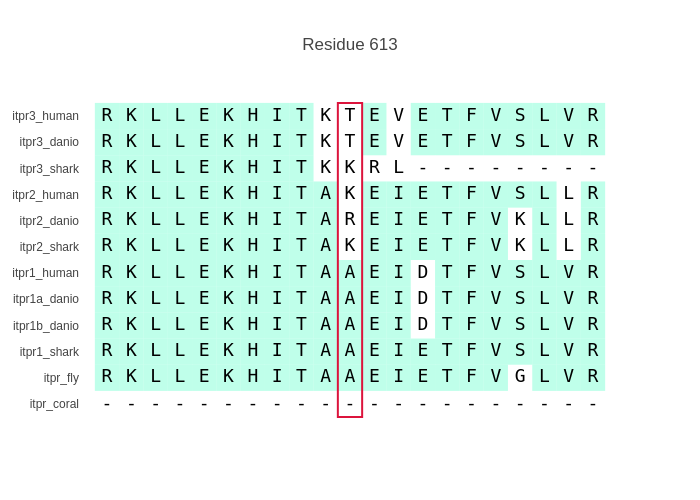 Residue 613
itpr3_human R K L L E K H I T K T E V E T F V S L V R
itpr3_danio R K L L E K H I T K T E V E T F V S L V R
itpr3_shark R K L L E K H I T K K R L - - - - - - - -
itpr2_human R K L L E K H I T A K E I E T F V S L L R
itpr2_danio R K L L E K H I T A R E I E T F V K L L R
itpr2_shark R K L L E K H I T A K E I E T F V K L L R
itpr1_human R K L L E K H I T A A E I D T F V S L V R
itpr1a_danio R K L L E K H I T A A E I D T F V S L V R
itpr1b_danio R K L L E K H I T A A E I D T F V S L V R
itpr1_shark R K L L E K H I T A A E I E T F V S L V R
itpr_fly R K L L E K H I T A A E I E T F V G L V R
itpr_coral - - - - - - - - - - - - - - - - - - - - -